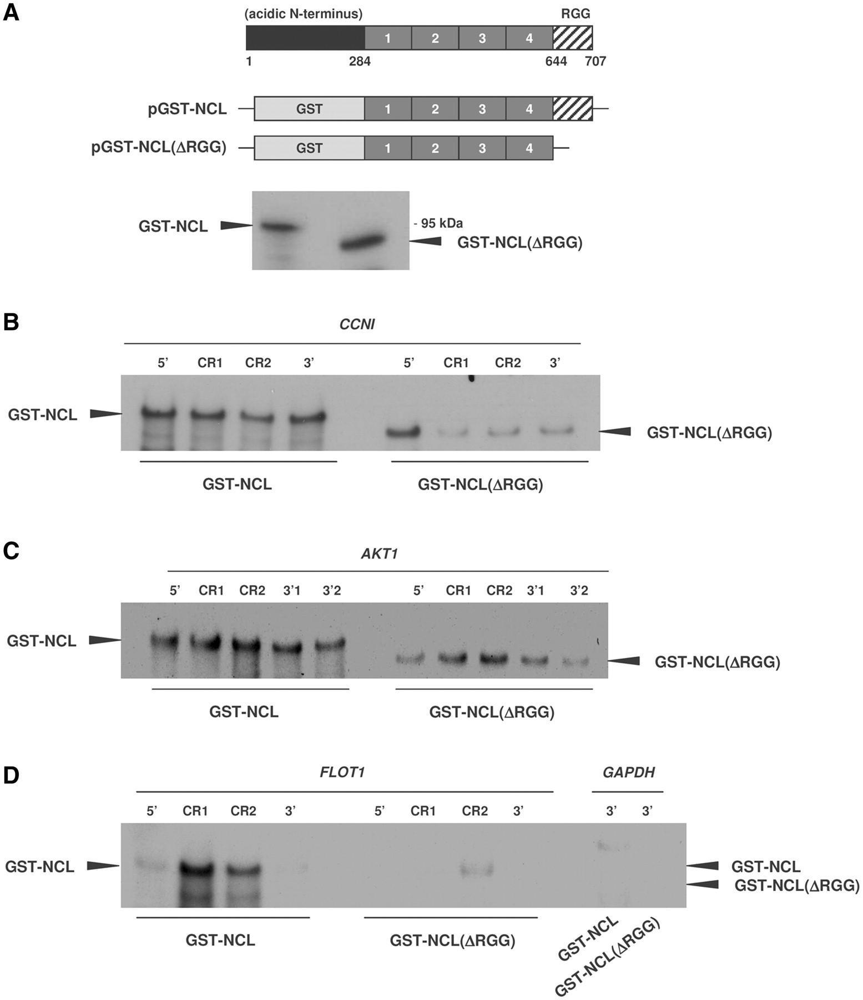 A
(acidic N-terminus) RGG
1 2 3 4
1 284 644 707
pGST-NCL GST 1 2 3 4
pGST-NCL(ΔRGG) GST 1 2 3 4
GST-NCL - 95 kDa
GST-NCL(ΔRGG)
B
CCNI
5’ CR1 CR2 3’ 5’ CR1 CR2 3’
GST-NCL
GST-NCL(ΔRGG)
GST-NCL GST-NCL(ΔRGG)
C
AKT1
5’ CR1 CR2 3’1 3’2 5’ CR1 CR2 3’1 3’2
GST-NCL
GST-NCL(ΔRGG)
GST-NCL GST-NCL(ΔRGG)
D
FLOT1 GAPDH
5’ CR1 CR2 3’ 5’ CR1 CR2 3’ 3’ 3’
GST-NCL GST-NCL
GST-NCL(ΔRGG)
GST-NCL GST-NCL(ΔRGG) GST-NCL
GST-NCL(ΔRGG)